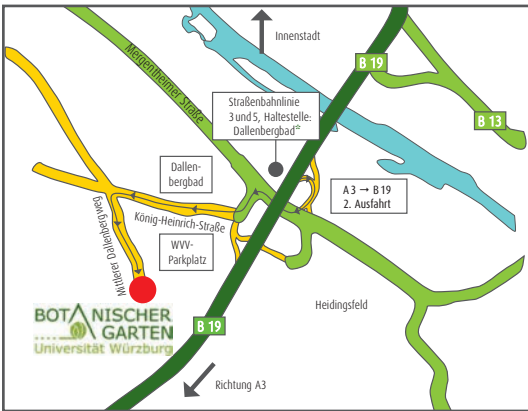 Innenstadt
B 19
Mergentheimer Straße
Straßenbahnlinie
3 und 5, Haltestelle:
Dallenbergbad*
B 13
Dallen-
bergbad
A 3 → B 19
2. Ausfahrt
König-Heinrich-Straße
Mittlerer Dallenbergweg
WVV-
Parkplatz
Heidingsfeld
BOTANISCHER
GARTEN
Universität Würzburg
B 19
Richtung A3